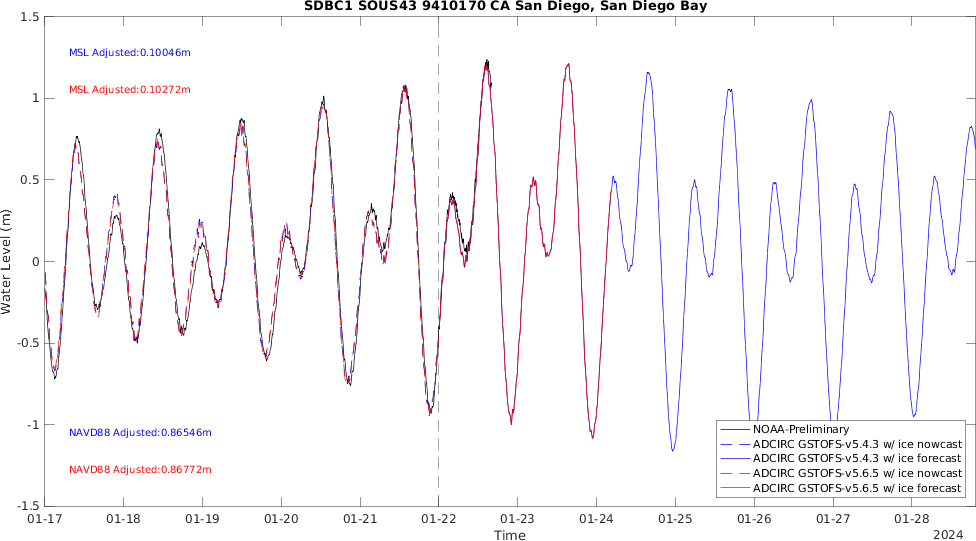 SDBC1 SOUS43 9410170 CA San Diego, San Diego Bay
Water Level (m)
1.5
1
0.5
0
-0.5
-1
-1.5
MSL Adjusted:0.10046m
MSL Adjusted:0.10272m
NAVD88 Adjusted:0.86546m
NAVD88 Adjusted:0.86772m
NOAA-Preliminary
ADCIRC GSTOFS-v5.4.3 w/ ice nowcast
ADCIRC GSTOFS-v5.4.3 w/ ice forecast
ADCIRC GSTOFS-v5.6.5 w/ ice nowcast
ADCIRC GSTOFS-v5.6.5 w/ ice forecast
01-17 01-18 01-19 01-20 01-21 01-22 01-23 01-24 01-25 01-26 01-27 01-28
Time
2024